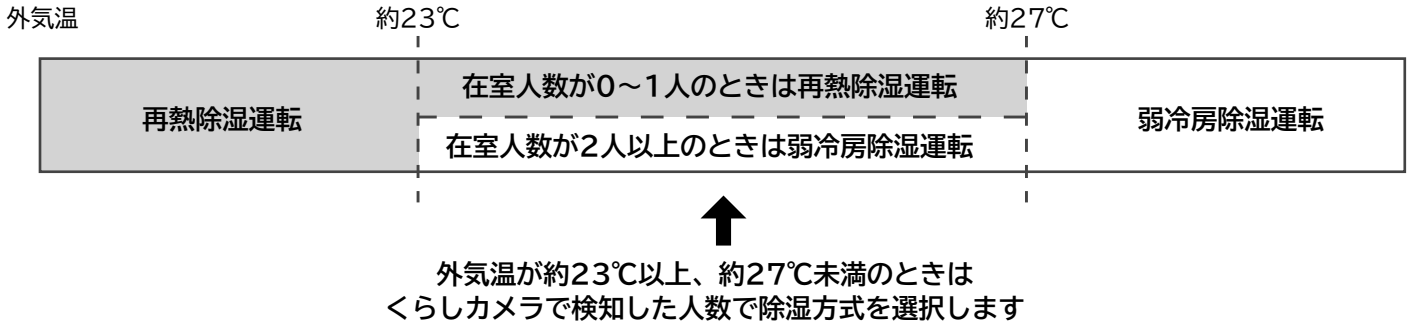 外気温 約23℃ 約27℃
再熱除湿運転
在室人数が0～1人のときは再熱除湿運転
在室人数が2人以上のときは弱冷房除湿運転
弱冷房除湿運転
外気温が約23℃以上、約27℃未満のときは
くらしカメラで検知した人数で除湿方式を選択します